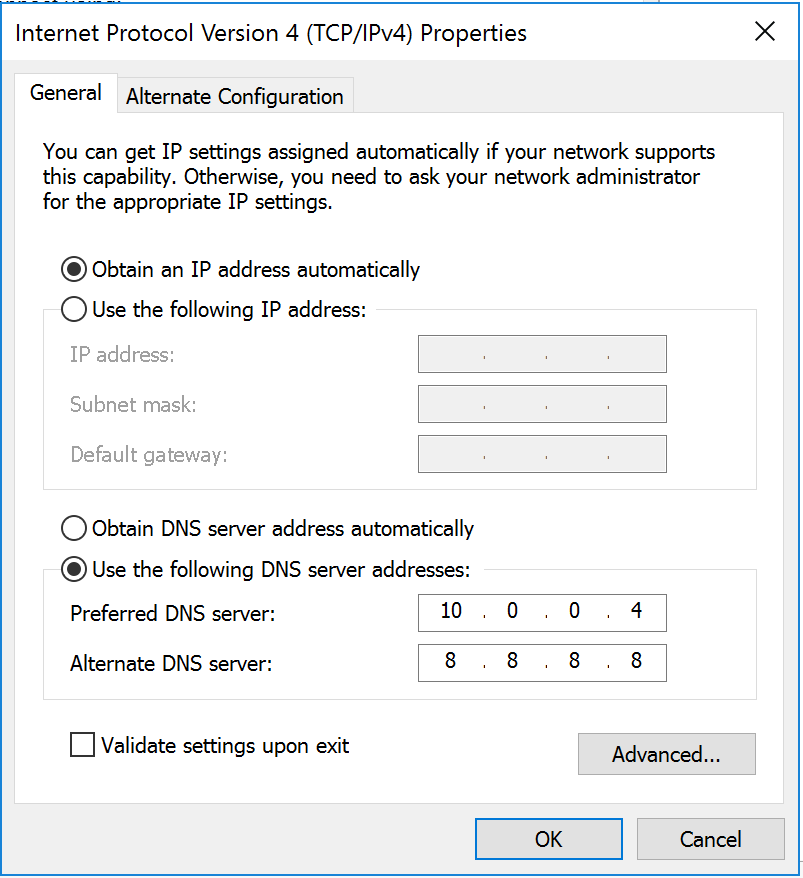 Internet Protocol Version 4 (TCP/IPv4) Properties
General
Alternate Configuration
You can get IP settings assigned automatically if your network supports
this capability. Otherwise, you need to ask your network administrator
for the appropriate IP settings.
Obtain an IP address automatically
Use the following IP address:
IP address:
. . .
Subnet mask:
. . .
Default gateway:
. . .
Obtain DNS server address automatically
Use the following DNS server addresses:
Preferred DNS server:
10 . 0 . 0 . 4
Alternate DNS server:
8 . 8 . 8 . 8
Validate settings upon exit
Advanced...
OK
Cancel